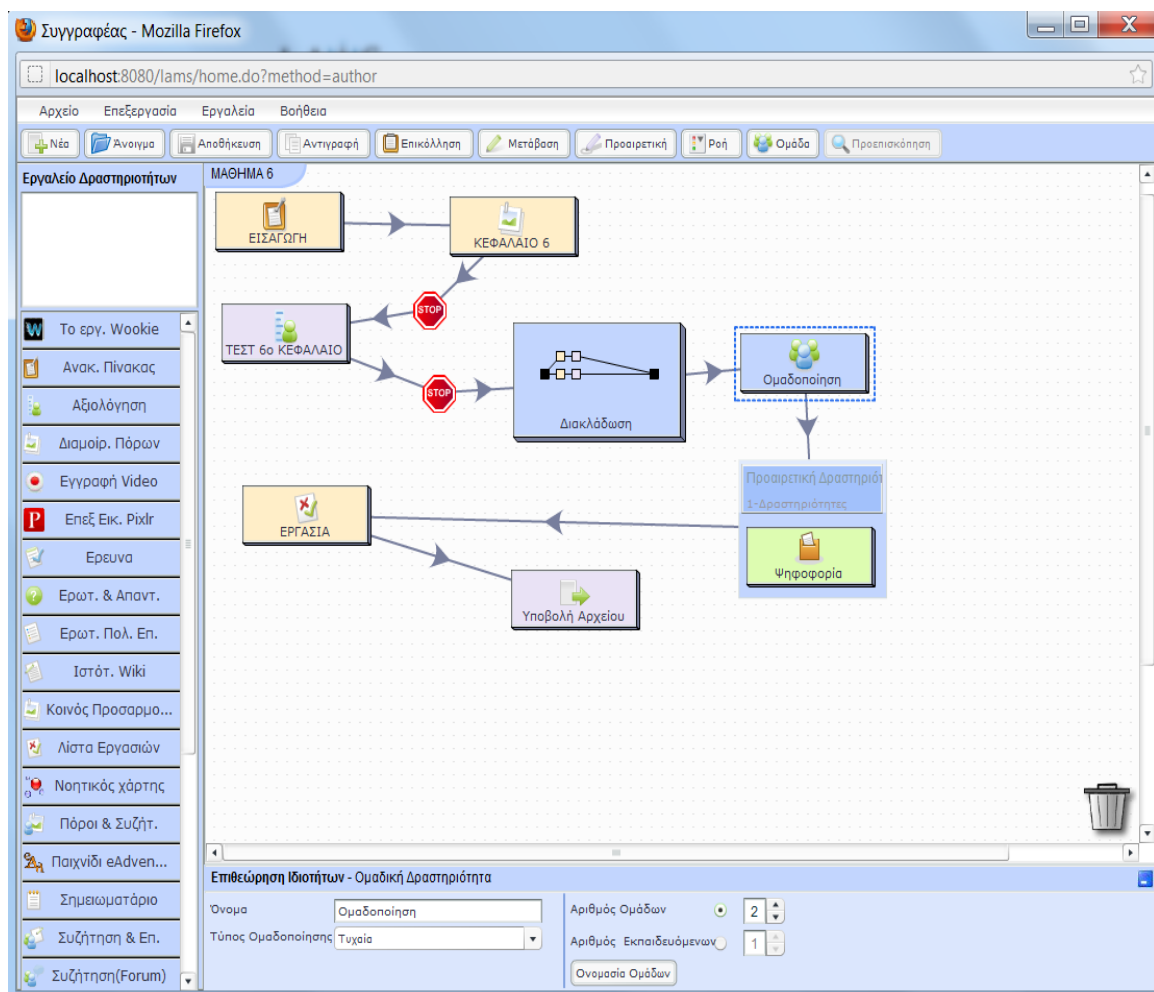 Συγγραφέας - Mozilla Firefox
localhost:8080/lams/home.do?method=author
Αρχείο Επεξεργασία Εργαλεία Βοήθεια
Νέα Άνοιγμα Αποθήκευση Αντιγραφή Επικόλληση Μετάβαση Προαιρετική Ροή Ομάδα Προεπισκόπηση
Εργαλείο Δραστηριοτήτων
ΜΑΘΗΜΑ 6
ΕΙΣΑΓΩΓΗ
ΚΕΦΑΛΑΙΟ 6
STOP
ΤΕΣΤ 6ο ΚΕΦΑΛΑΙΟ
STOP
Διακλάδωση
Ομαδοποίηση
Προαιρετική Δραστηριότ
1-Δραστηριότητες
Ψηφοφορία
ΕΡΓΑΣΙΑ
Υποβολή Αρχείου
Το εργ. Wookie
Ανακ. Πίνακας
Αξιολόγηση
Διαμοίρ. Πόρων
Εγγραφή Video
Επεξ Εικ. Pixlr
Ερευνα
Ερωτ. & Απαντ.
Ερωτ. Πολ. Επ.
Ιστότ. Wiki
Κοινός Προσαρμο...
Λίστα Εργασιών
Νοητικός χάρτης
Πόροι & Συζήτ.
Παιχνίδι eAdven...
Σημειωματάριο
Συζήτηση & Επ.
Συζήτηση(Forum)
Επιθεώρηση Ιδιοτήτων - Ομαδική Δραστηριότητα
Όνομα Ομαδοποίηση
Τύπος Ομαδοποίησης Τυχαία
Αριθμός Ομάδων 2
Αριθμός Εκπαιδευόμενων 1
Ονομασία Ομάδων